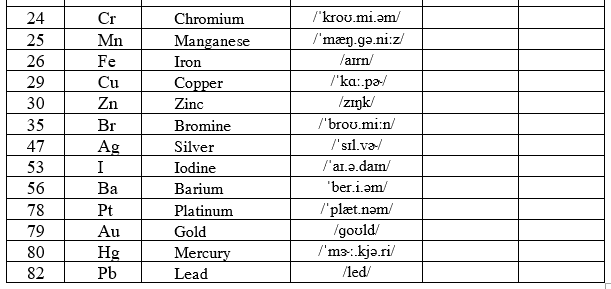 24 Cr Chromium /ˈkroʊ.mi.əm/
25 Mn Manganese /ˈmæŋ.ɡə.niːz/
26 Fe Iron /aɪrn/
29 Cu Copper /ˈkɑː.pɚ/
30 Zn Zinc /zɪŋk/
35 Br Bromine /ˈbroʊ.miːn/
47 Ag Silver /ˈsɪl.vɚ/
53 I Iodine /ˈaɪ.ə.daɪn/
56 Ba Barium ˈber.i.əm/
78 Pt Platinum /ˈplæt.nəm/
79 Au Gold /ɡoʊld/
80 Hg Mercury /ˈmɝː.kjə.ri/
82 Pb Lead /led/